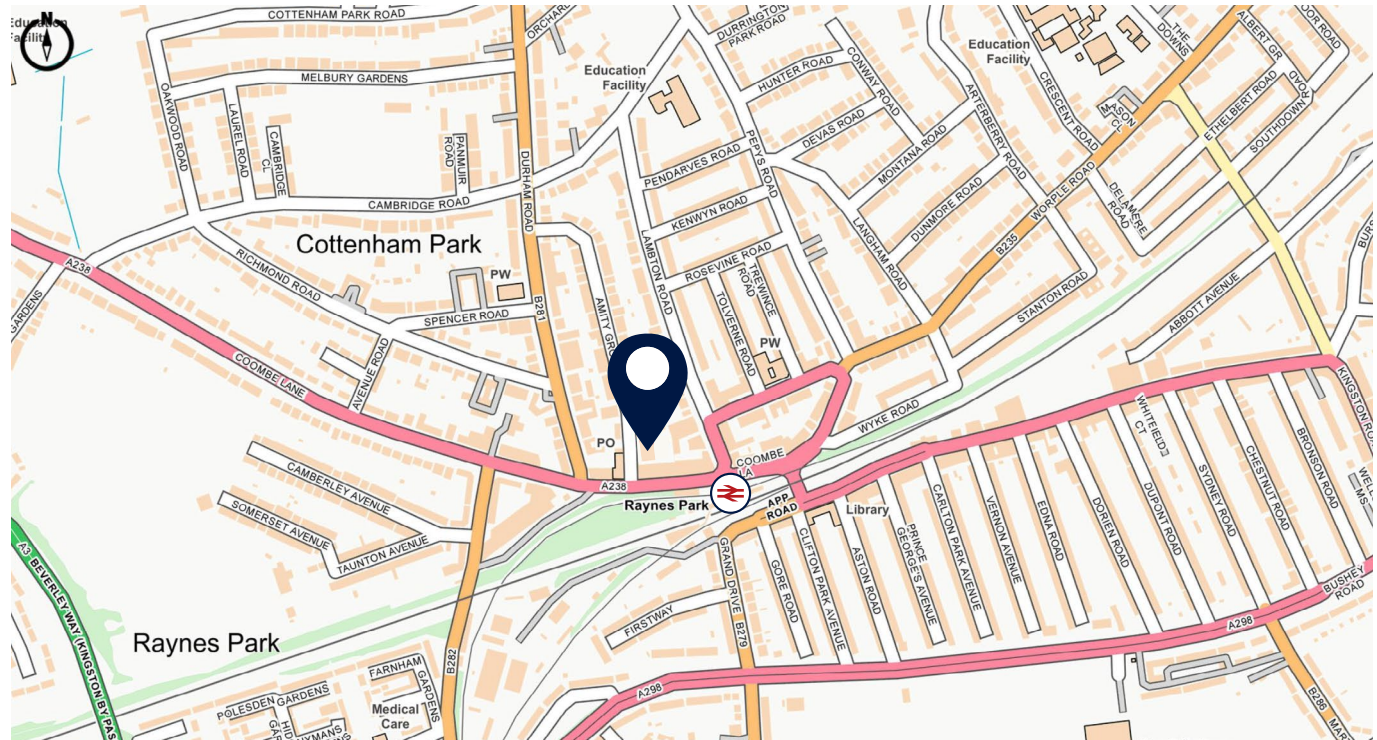 N
Education
Facility
COTTENHAM PARK ROAD
MELBURY GARDENS
OAKWOOD ROAD
LAUREL ROAD
CAMBRIDGE
CL
PANMUIR
ROAD
CAMBRIDGE ROAD
DURHAM ROAD
Education
Facility
DURRINGTON
PARK ROAD
HUNTER ROAD
CONWAY ROAD
DEVAS ROAD
PEPYS ROAD
PENDARVES ROAD
MONTANA ROAD
KENWYN ROAD
DUNMORE ROAD
ARTERBERRY ROAD
Education
Facility
CRESCENT ROAD
MASON
CL
THE
DOWNS
ALBERT GR
ETHELBERT ROAD
SOUTHDOWN
ROAD
DELAMERE
ROAD
WORPLE ROAD
B235
Cottenham Park
A238
GARDENS
RICHMOND ROAD
PW
SPENCER ROAD
B281
AMITY GRO
LAMBTON ROAD
ROSEVINE ROAD
TREWINCE
ROAD
TOLVERNE ROAD
PW
LANGHAM ROAD
STANTON ROAD
ABBOTT AVENUE
COOMBE LANE
AVENUE ROAD
WYKE ROAD
KINGSTON ROAD
PO
COOMBE
LA
A238
Raynes Park
APP
ROAD
Library
CAMBERLEY AVENUE
SOMERSET AVENUE
TAUNTON AVENUE
WHITFIELD
CT
SYDNEY ROAD
CHESTNUT ROAD
BRONSON ROAD
DUPONT ROAD
DORIEN ROAD
EDNA ROAD
VERNON AVENUE
CARLTON PARK AVENUE
PRINCE
GEORGE'S AVENUE
ASTON ROAD
CLIFTON PARK AVENUE
GORE ROAD
GRAND DRIVE B279
FIRSTWAY
BUSHEY
ROAD
A298
A298
B286
A3 BEVERLEY WAY (KINGSTON BY PAS
Raynes Park
B282
FARNHAM
GARDENS
POLESDEN GARDENS
Medical
Care